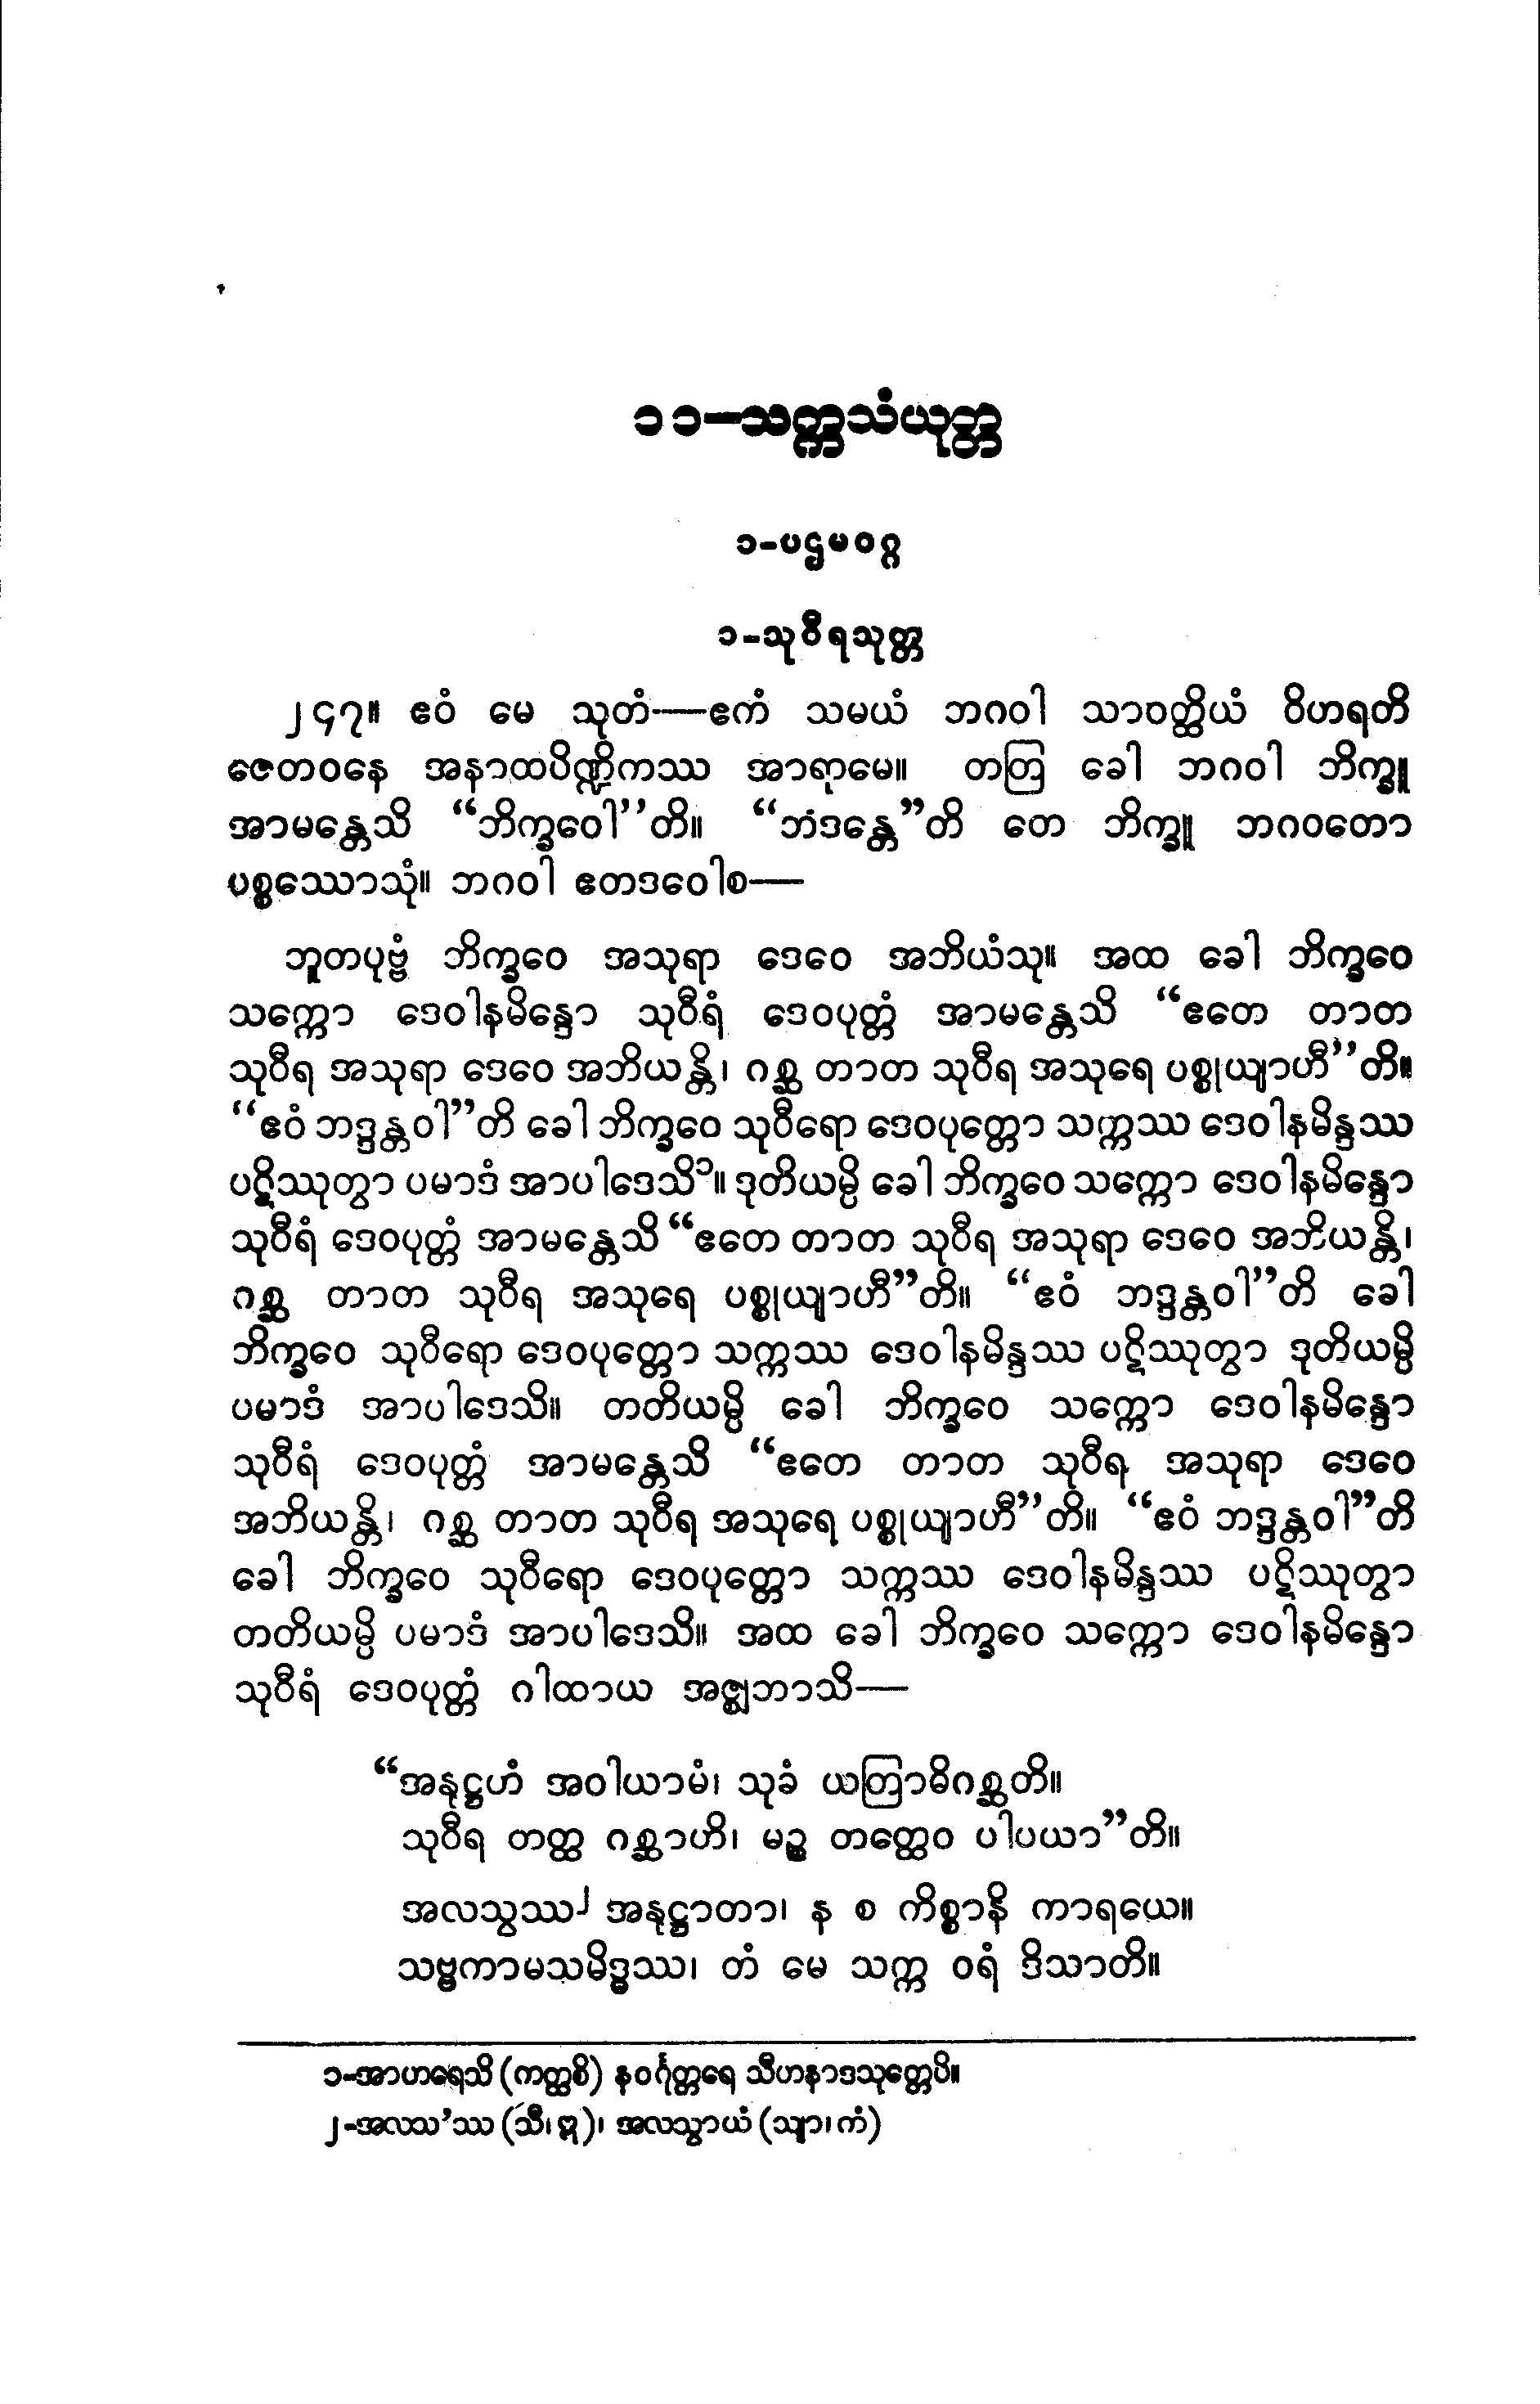 ၁၁–သက္ကသံယုတ္တ
၁-ပဌမဝဂ္ဂ
၁-သုဝီရသုတ္တ
၂၄၇။ ဧဝံ မေ သုတံ—ဧကံ သမယံ ဘဂဝါ သာဝတ္ထိယံ ဝိဟရတိ
ဇေတဝနေ အနာထပိဏ္ဍိကဿ အာရာမေ။ တတြ ခေါ ဘဂဝါ ဘိက္ခူ
အာမန္တေသိ “ဘိက္ခဝေါ”တိ။ “ဘဒန္တေ”တိ တေ ဘိက္ခူ ဘဂဝတော
ပစ္စဿောသုံ။ ဘဂဝါ ဧတဒဝေါစ—
ဘူတပုဗ္ဗံ ဘိက္ခဝေ အသုရာ ဒေဝေ အဘိယံသု။ အထ ခေါ ဘိက္ခဝေ
သက္ကော ဒေဝါနမိန္ဒော သုဝီရံ ဒေဝပုတ္တံ အာမန္တေသိ “ဧတေ တာတ
သုဝီရ အသုရာ ဒေဝေ အဘိယန္တိ၊ ဂစ္ဆ တာတ သုဝီရ အသုရေ ပစ္စုယျာဟီ”တိ။
“ဧဝံ ဘဒ္ဒန္တဝါ”တိ ခေါ ဘိက္ခဝေ သုဝီရော ဒေဝပုတ္တော သက္ကဿ ဒေဝါနမိန္ဒဿ
ပဋိဿုတွာ ပမာဒံ အာပါဒေသိ၁။ ဒုတိယမ္ပိ ခေါ ဘိက္ခဝေ သက္ကော ဒေဝါနမိန္ဒော
သုဝီရံ ဒေဝပုတ္တံ အာမန္တေသိ “ဧတေ တာတ သုဝီရ အသုရာ ဒေဝေ အဘိယန္တိ၊
ဂစ္ဆ တာတ သုဝီရ အသုရေ ပစ္စုယျာဟီ”တိ။ “ဧဝံ ဘဒ္ဒန္တဝါ”တိ ခေါ
ဘိက္ခဝေ သုဝီရော ဒေဝပုတ္တော သက္ကဿ ဒေဝါနမိန္ဒဿ ပဋိဿုတွာ ဒုတိယမ္ပိ
ပမာဒံ အာပါဒေသိ။ တတိယမ္ပိ ခေါ ဘိက္ခဝေ သက္ကော ဒေဝါနမိန္ဒော
သုဝီရံ ဒေဝပုတ္တံ အာမန္တေသိ “ဧတေ တာတ သုဝီရ အသုရာ ဒေဝေ
အဘိယန္တိ၊ ဂစ္ဆ တာတ သုဝီရ အသုရေ ပစ္စုယျာဟီ”တိ။ “ဧဝံ ဘဒ္ဒန္တဝါ”တိ
ခေါ ဘိက္ခဝေ သုဝီရော ဒေဝပုတ္တော သက္ကဿ ဒေဝါနမိန္ဒဿ ပဋိဿုတွာ
တတိယမ္ပိ ပမာဒံ အာပါဒေသိ။ အထ ခေါ ဘိက္ခဝေ သက္ကော ဒေဝါနမိန္ဒော
သုဝီရံ ဒေဝပုတ္တံ ဂါထာယ အဇ္ဈဘာသိ—
“အနုဋ္ဌဟံ အဝါယာမံ၊ သုခံ ယတြာဓိဂစ္ဆတိ။
သုဝီရ တတ္ထ ဂစ္ဆာဟိ၊ မဉ္စ တတ္ထေဝ ပါပယာ”တိ။
အလသွဿ၂ အနုဋ္ဌာတာ၊ န စ ကိစ္စာနိ ကာရယေ။
သဗ္ဗကာမသမိဒ္ဓဿ၊ တံ မေ သက္က ဝရံ ဒိသာတိ။
၁-အာဟရေသိ (ကတ္ထစိ) နဝင်္ဂုတ္တရေ သီဟနာဒသုတ္တေပိ။
၂-အလသ’ဿ (သီ၊ ဣ)၊ အလသွာယံ (သျာ၊ ကံ)